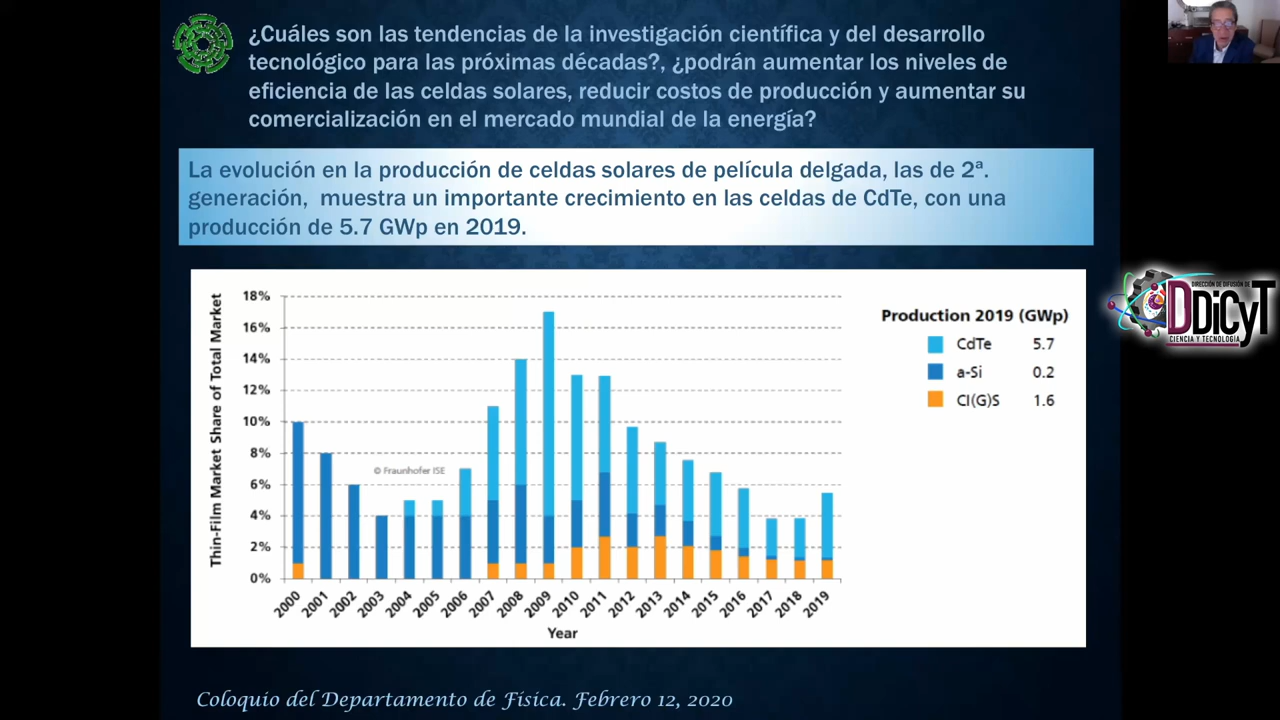 ¿Cuáles son las tendencias de la investigación científica y del desarrollo
tecnológico para las próximas décadas?, ¿podrán aumentar los niveles de
eficiencia de las celdas solares, reducir costos de producción y aumentar su
comercialización en el mercado mundial de la energía?
La evolución en la producción de celdas solares de película delgada, las de 2ª.
generación, muestra un importante crecimiento en las celdas de CdTe, con una
producción de 5.7 GWp en 2019.
Thin-Film Market Share of Total Market
18%
16%
14%
12%
10%
8%
6%
4%
2%
0%
© Fraunhofer ISE
2000 2001 2002 2003 2004 2005 2006 2007 2008 2009 2010 2011 2012 2013 2014 2015 2016 2017 2018 2019
Year
Production 2019 (GWp)
CdTe 5.7
a-Si 0.2
CI(G)S 1.6
DIRECCIÓN DE DIFUSIÓN DE
DDiCyT
CIENCIA Y TECNOLOGÍA
Coloquio del Departamento de Física. Febrero 12, 2020